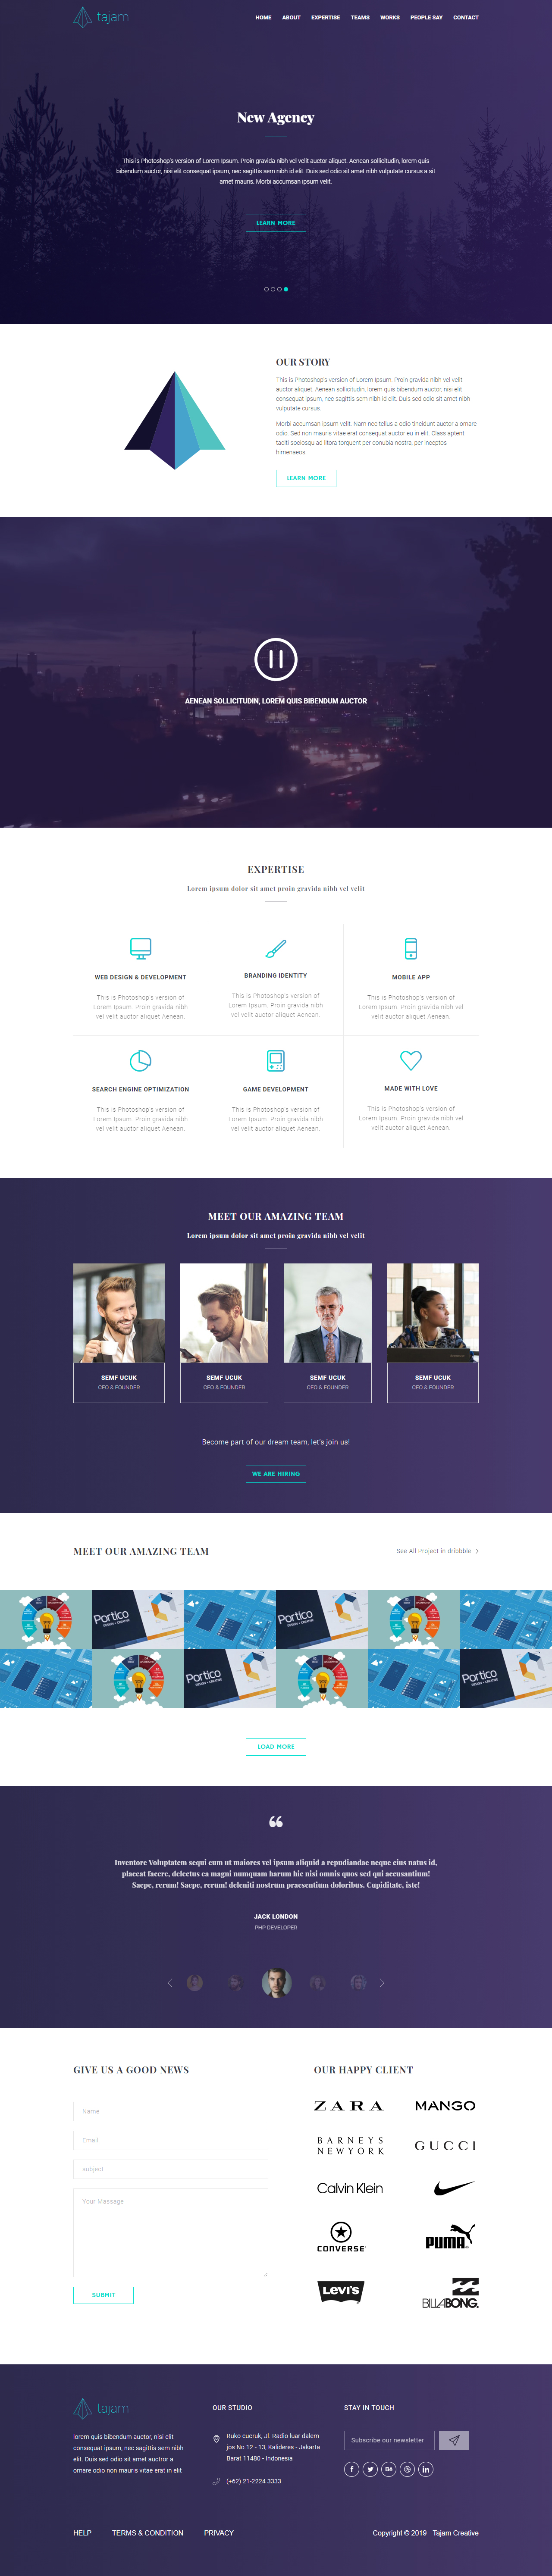 tajam
HOME ABOUT EXPERTISE TEAMS WORKS PEOPLE SAY CONTACT
New Agency
This is Photoshop's version of Lorem Ipsum. Proin gravida nibh vel velit auctor aliquet. Aenean sollicitudin, lorem quis
bibendum auctor, nisi elit consequat ipsum, nec sagittis sem nibh id elit. Duis sed odio sit amet nibh vulputate cursus a sit
amet mauris. Morbi accumsan ipsum velit.
LEARN MORE
OUR STORY
This is Photoshop's version of Lorem Ipsum. Proin gravida nibh vel velit
auctor aliquet. Aenean sollicitudin, lorem quis bibendum auctor, nisi elit
consequat ipsum, nec sagittis sem nibh id elit. Duis sed odio sit amet nibh
vulputate cursus.
Morbi accumsan ipsum velit. Nam nec tellus a odio tincidunt auctor a ornare
odio. Sed non mauris vitae erat consequat auctor eu in elit. Class aptent
taciti sociosqu ad litora torquent per conubia nostra, per inceptos
himenaeos.
LEARN MORE
AENEAN SOLLICITUDIN, LOREM QUIS BIBENDUM AUCTOR
EXPERTISE
Lorem ipsum dolor sit amet proin gravida nibh vel velit
WEB DESIGN & DEVELOPMENT
This is Photoshop's version of
Lorem Ipsum. Proin gravida nibh
vel velit auctor aliquet Aenean.
BRANDING IDENTITY
This is Photoshop's version of
Lorem Ipsum. Proin gravida nibh
vel velit auctor aliquet Aenean.
MOBILE APP
This is Photoshop's version of
Lorem Ipsum. Proin gravida nibh vel
velit auctor aliquet Aenean.
SEARCH ENGINE OPTIMIZATION
This is Photoshop's version of
Lorem Ipsum. Proin gravida nibh
vel velit auctor aliquet Aenean.
GAME DEVELOPMENT
This is Photoshop's version of
Lorem Ipsum. Proin gravida nibh
vel velit auctor aliquet Aenean.
MADE WITH LOVE
This is Photoshop's version of
Lorem Ipsum. Proin gravida nibh vel
velit auctor aliquet Aenean.
MEET OUR AMAZING TEAM
Lorem ipsum dolor sit amet proin gravida nibh vel velit
SEMF UCUK
CEO & FOUNDER
SEMF UCUK
CEO & FOUNDER
SEMF UCUK
CEO & FOUNDER
SEMF UCUK
CEO & FOUNDER
Become part of our dream team, let's join us!
WE ARE HIRING
MEET OUR AMAZING TEAM
See All Project in dribbble
Portico
Portico
Portico
Portico
LOAD MORE
Inventore Voluptatem sequi cum ut maiores vel ipsum aliquid a repudiandae neque eius natus id,
placeat facere, delectus ea magni numquam harum hic nisi omnis quos sed qui accusantium!
Saepe, rerum! Saepe, rerum! deleniti nostrum praesentium doloribus. Cupiditate, iste!
JACK LONDON
PHP DEVELOPER
GIVE US A GOOD NEWS
Name
Email
subject
Your Massage
SUBMIT
OUR HAPPY CLIENT
ZARA MANGO
BARNEYS
NEWYORK
GUCCI
Calvin Klein
CONVERSE
PUMA
LEVI'S
BILLABONG.
tajam
lorem quis bibendum auctor, nisi elit
consequat ipsum, nec sagittis sem nibh
elit. Duis sed odio sit amet auctror a
ornare odio non mauris vitae erat in elit
OUR STUDIO
Ruko cucruk, Jl. Radio luar dalem
jos No.12 - 13, Kalideres - Jakarta
Barat 11480 - Indonesia
(+62) 21-2224 3333
STAY IN TOUCH
Subscribe our newsletter
HELP TERMS & CONDITION PRIVACY
Copyright © 2019 - Tajam Creative